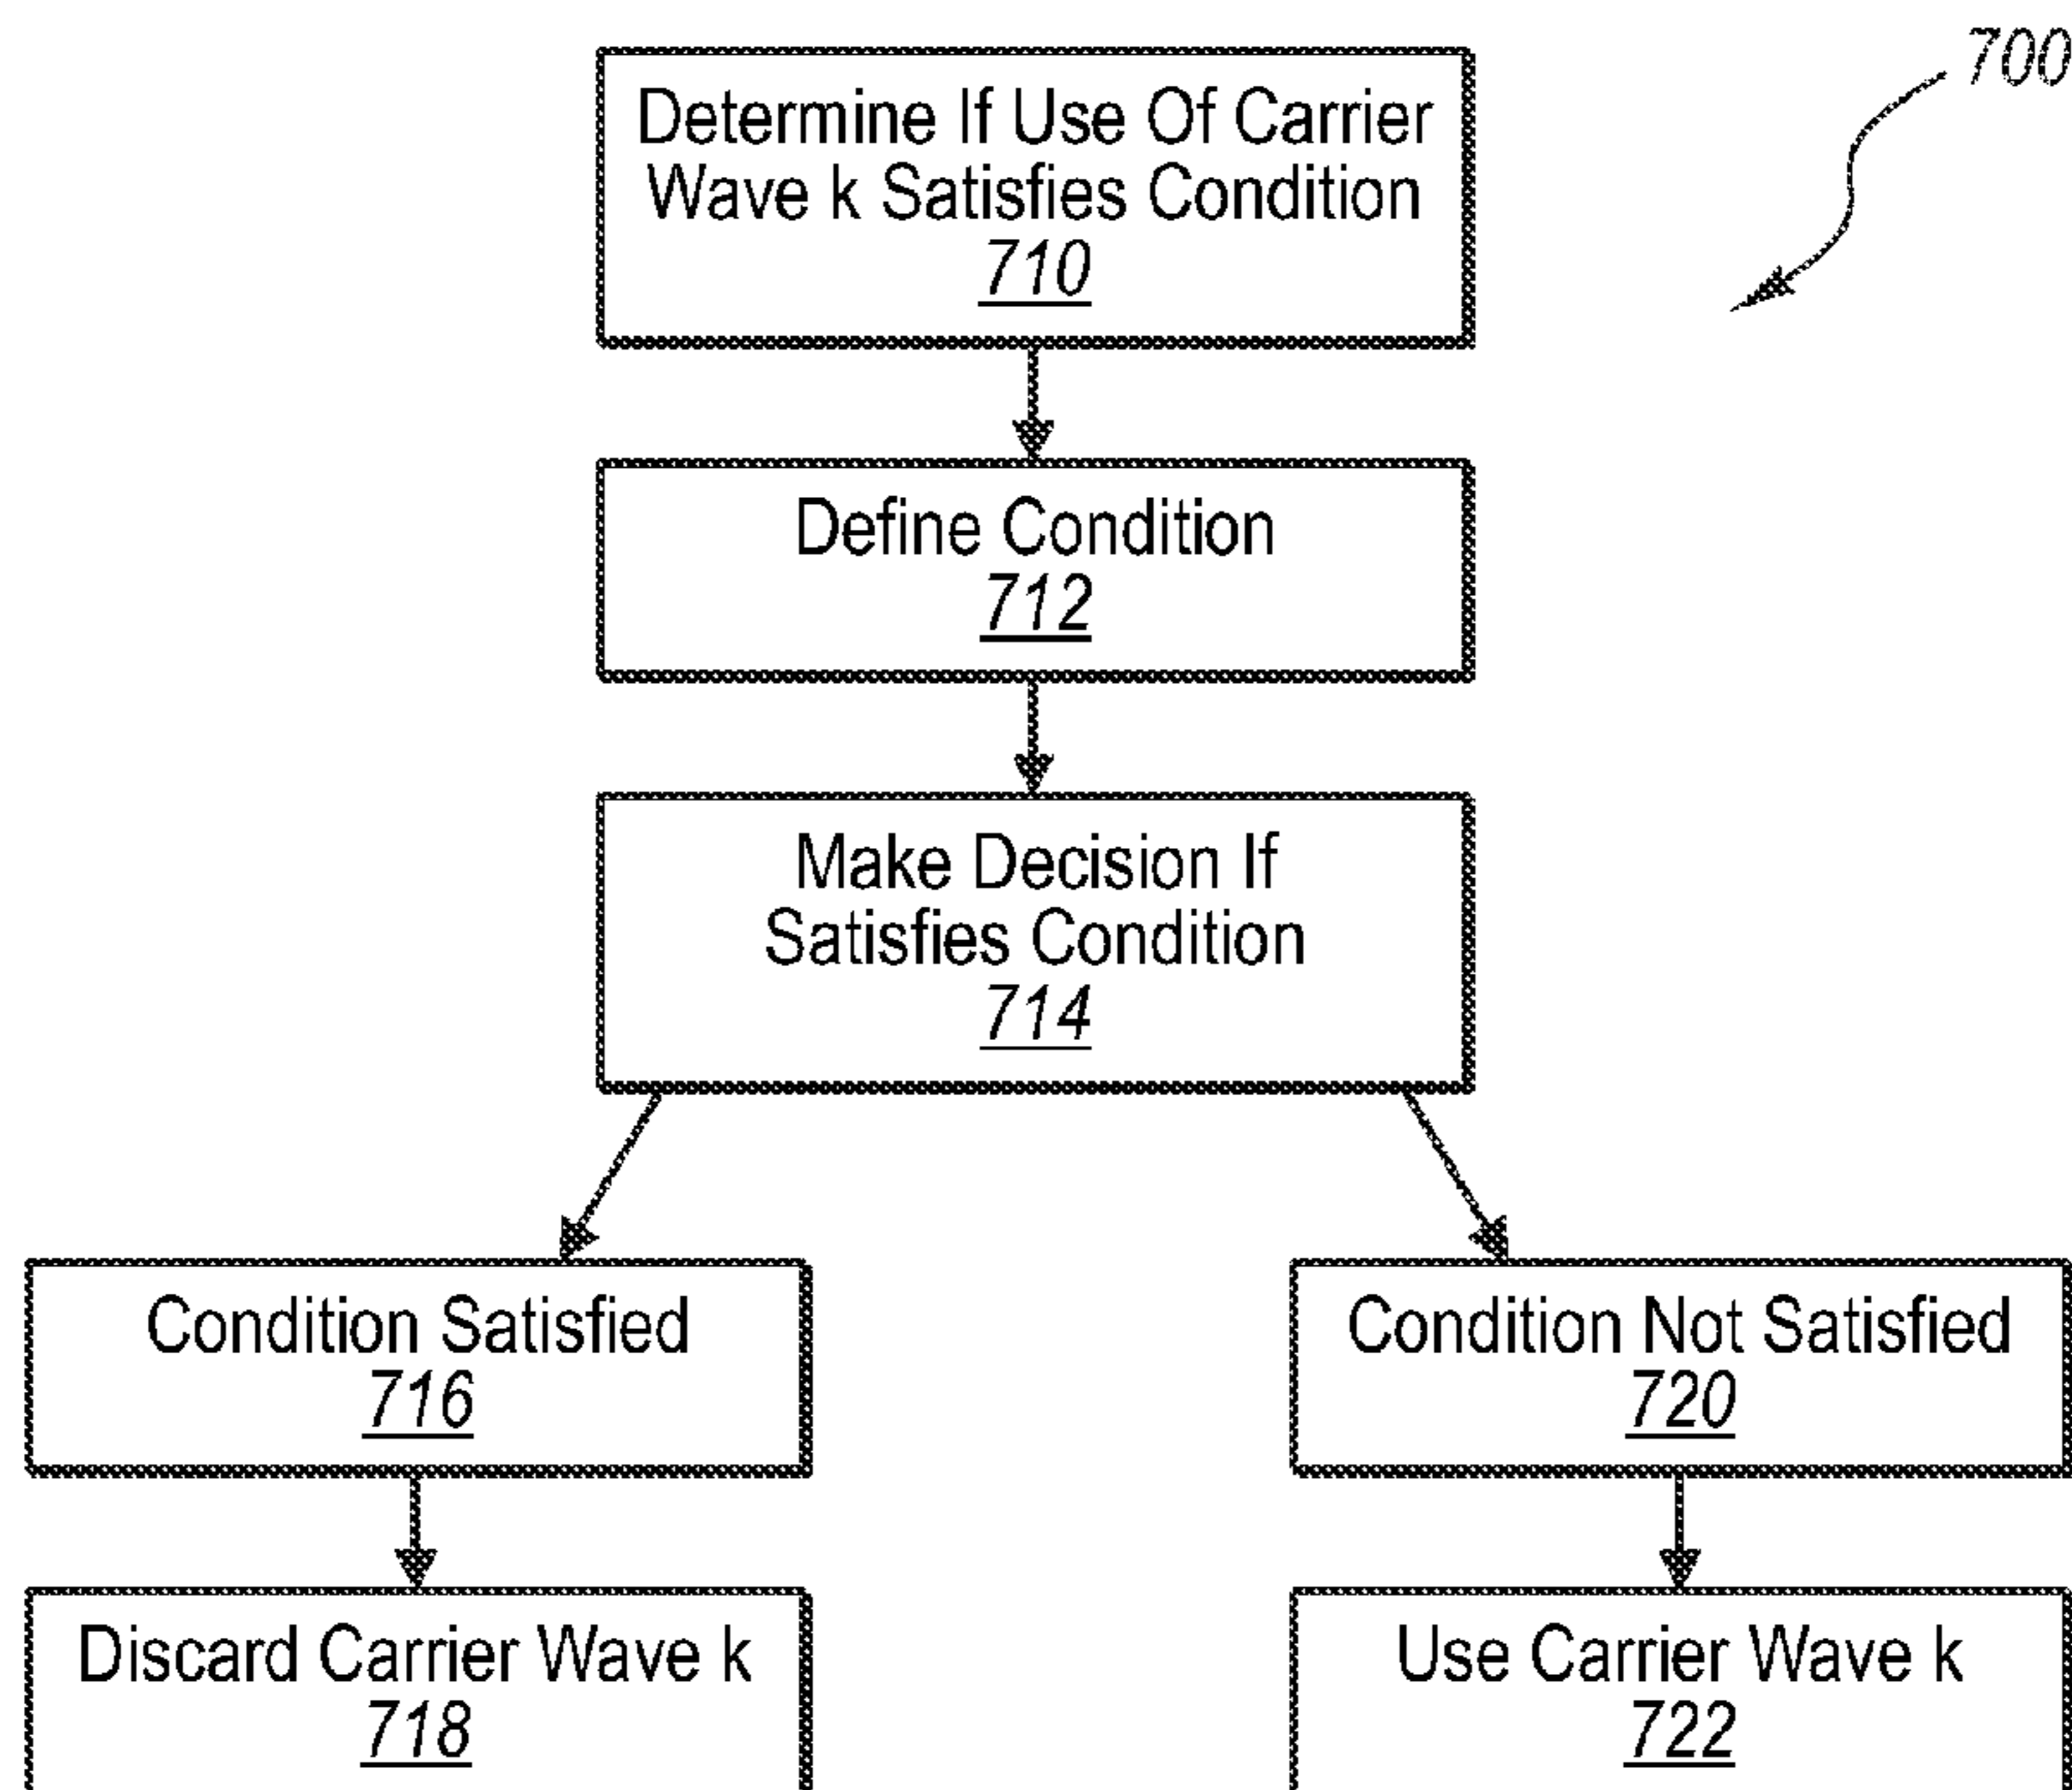 700
Determine If Use Of Carrier
Wave k Satisfies Condition
710
Define Condition
712
Make Decision If
Satisfies Condition
714
Condition Satisfied
716
Condition Not Satisfied
720
Discard Carrier Wave k
718
Use Carrier Wave k
722